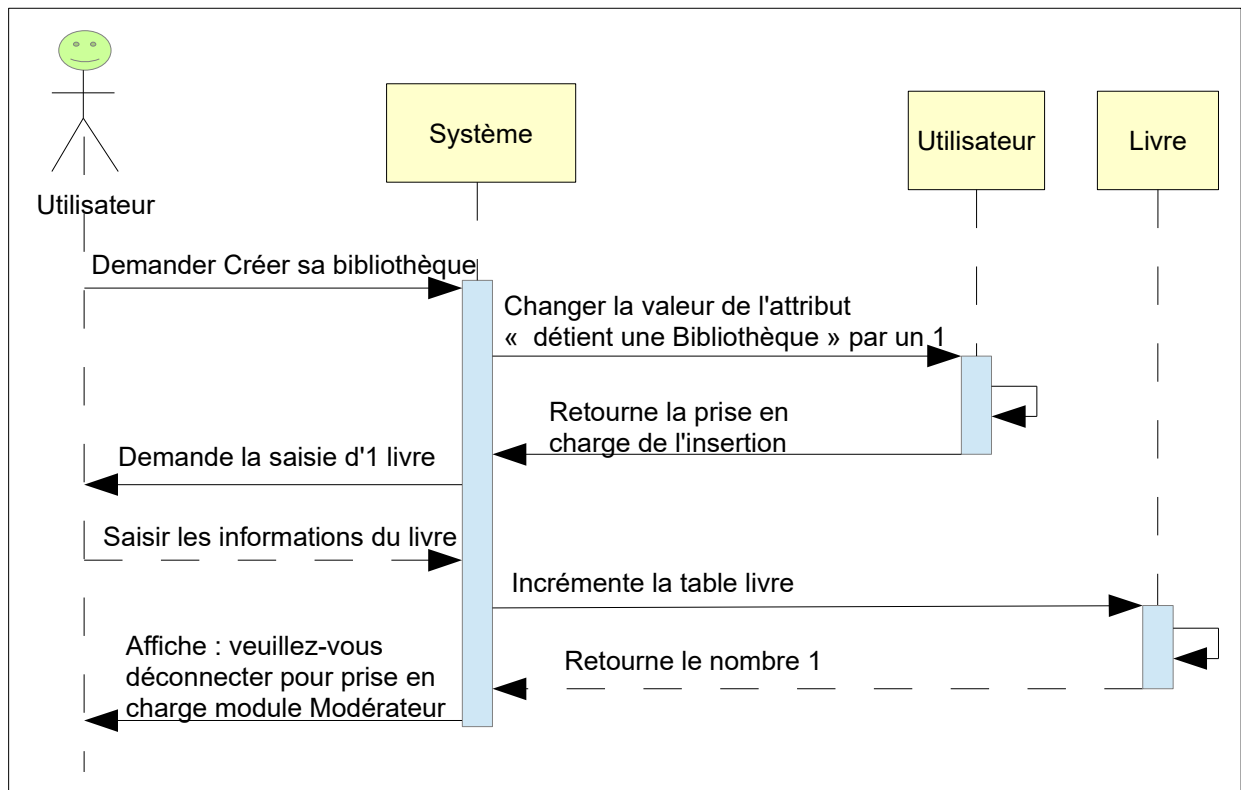 Système
Utilisateur
Livre
Utilisateur
Demander Créer sa bibliothèque
Changer la valeur de l'attribut
«  détient une Bibliothèque » par un 1
Retourne la prise en
charge de l'insertion
Demande la saisie d'1 livre
Saisir les informations du livre
Incrémente la table livre
Affiche : veuillez-vous
déconnecter pour prise en
charge module Modérateur
Retourne le nombre 1